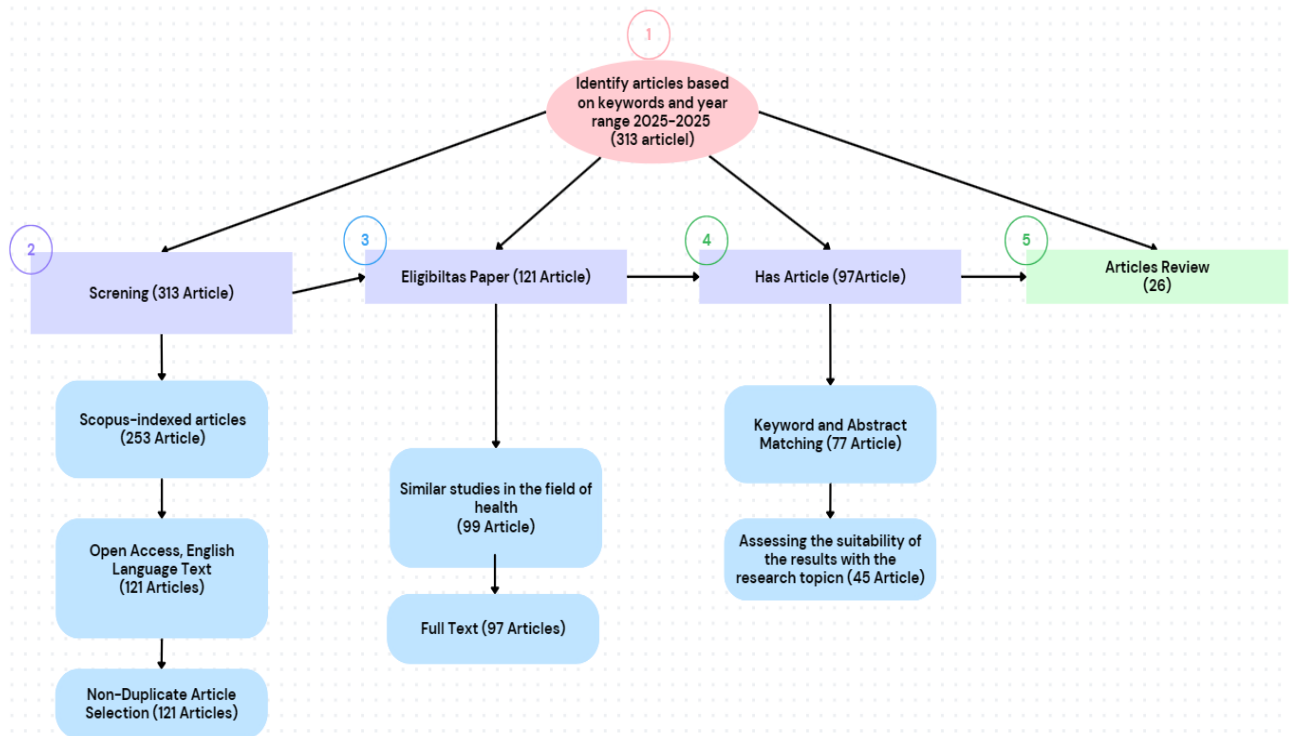 1
Identify articles based
on keywords and year
range 2025-2025
(313 articlel)
2
Screning (313 Article)
3
Eligibiltas Paper (121 Article)
4
Has Article (97Article)
5
Articles Review
(26)
Scopus-indexed articles
(253 Article)
Open Access, English
Language Text
(121 Articles)
Non-Duplicate Article
Selection (121 Articles)
Similar studies in the field of
health
(99 Article)
Full Text (97 Articles)
Keyword and Abstract
Matching (77 Article)
Assessing the suitability of
the results with the
research topicn (45 Article)